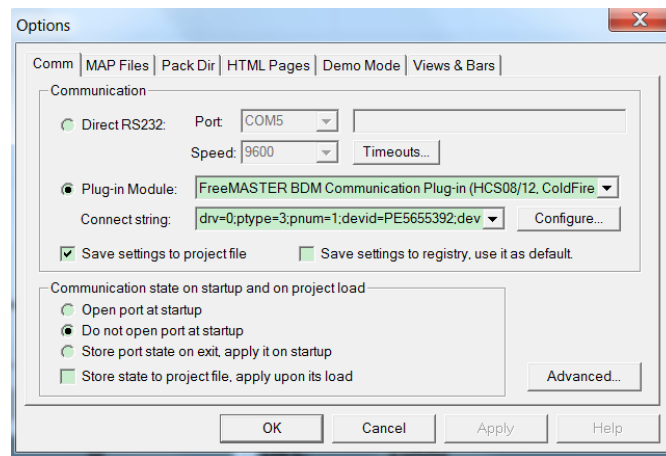 Options
Comm MAP Files Pack Dir HTML Pages Demo Mode Views & Bars
Communication
Direct RS232: Port: COM5
Speed: 9600 Timeouts...
Plug-in Module: FreeMASTER BDM Communication Plug-in (HCS08/12, ColdFire
Connect string: drv=0;ptype=3;pnum=1;devid=PE5655392;dev Configure...
Save settings to project file Save settings to registry, use it as default.
Communication state on startup and on project load
Open port at startup
Do not open port at startup
Store port state on exit, apply it on startup
Store state to project file, apply upon its load Advanced...
OK Cancel Apply Help